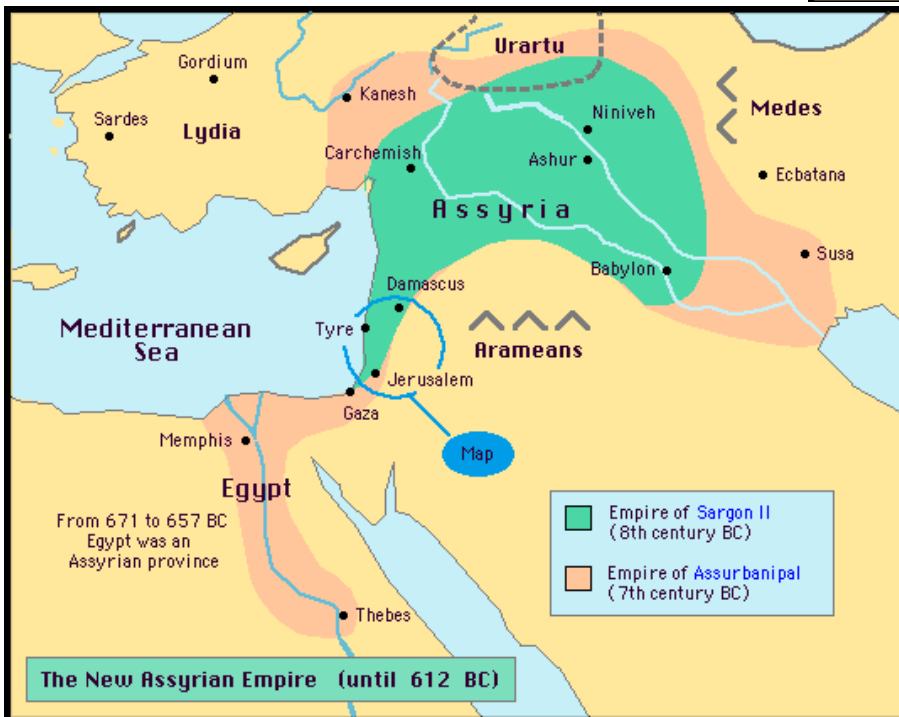 Urartu
Gordium
Kanesh
Niniveh
Medes
Sardes
Lydia
Carchemish
Ashur
Ecbatana
Assyria
Susa
Babylon
Damascus
Mediterranean
Sea
Tyre
Arameans
Jerusalem
Gaza
Memphis
Map
Egypt
From 671 to 657 BC
Egypt was an
Assyrian province
Empire of Sargon II
(8th century BC)
Empire of Assurbanipal
(7th century BC)
Thebes
The New Assyrian Empire (until 612 BC)